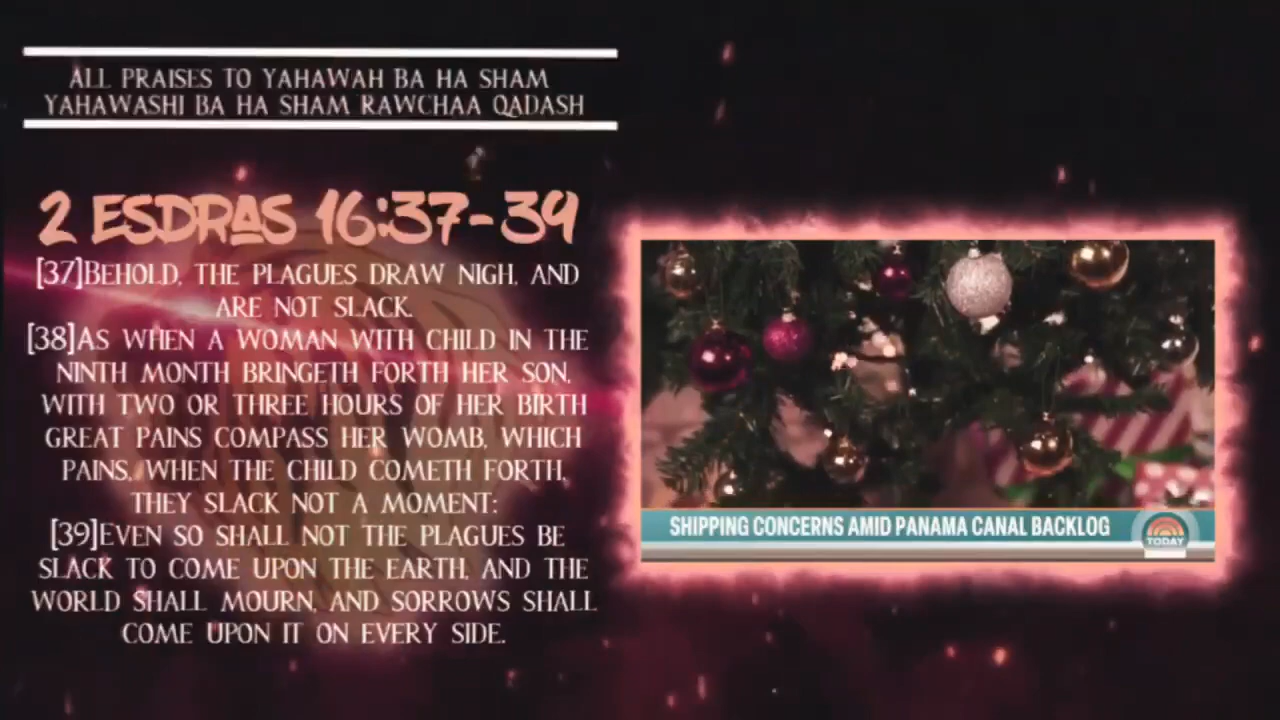 ALL PRAISES TO YAHAWAH BA HA SHAM
YAHAWASHI BA HA SHAM RAWCHAA QADASH
2 ESDRAS 16:37-39
[37]BEHOLD, THE PLAGUES DRAW NIGH, AND
ARE NOT SLACK.
[38]AS WHEN A WOMAN WITH CHILD IN THE
NINTH MONTH BRINGETH FORTH HER SON,
WITH TWO OR THREE HOURS OF HER BIRTH
GREAT PAINS COMPASS HER WOMB, WHICH
PAINS, WHEN THE CHILD COMETH FORTH,
THEY SLACK NOT A MOMENT:
[39]EVEN SO SHALL NOT THE PLAGUES BE
SLACK TO COME UPON THE EARTH, AND THE
WORLD SHALL MOURN, AND SORROWS SHALL
COME UPON IT ON EVERY SIDE.
SHIPPING CONCERNS AMID PANAMA CANAL BACKLOG
TODAY